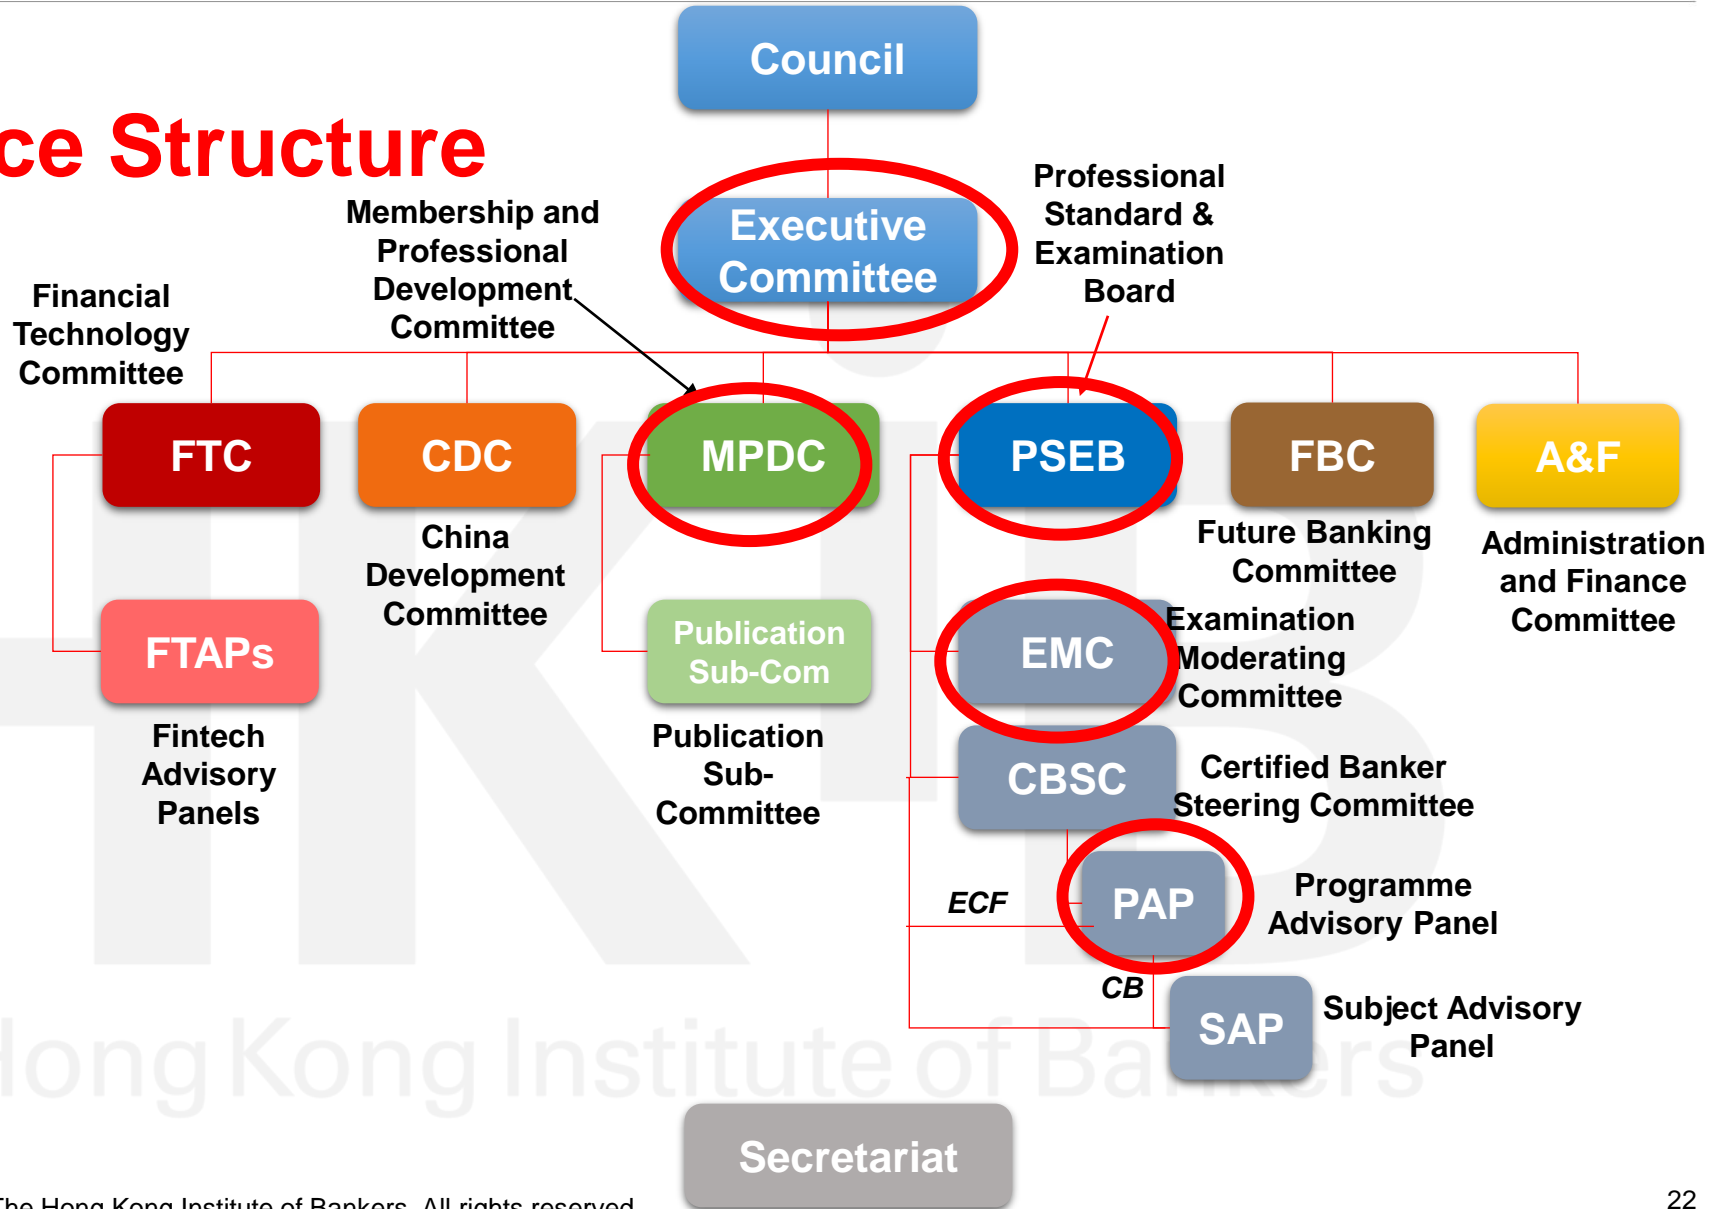 Council
ce Structure
Professional
Standard &
Examination
Board
Membership and
Professional
Development
Committee
Executive
Committee
Financial
Technology
Committee
FTC
CDC
MPDC
PSEB
FBC
A&F
China
Development
Committee
Future Banking
Committee
Administration
and Finance
Committee
FTAPs
Publication
Sub-Com
EMC
Examination
Moderating
Committee
Fintech
Advisory
Panels
Publication
Sub-
Committee
CBSC
Certified Banker
Steering Committee
ECF
PAP
Programme
Advisory Panel
CB
SAP
Subject Advisory
Panel
HKIB
Hong Kong Institute of Bankers
Secretariat
The Hong Kong Institute of Bankers. All rights reserved
22